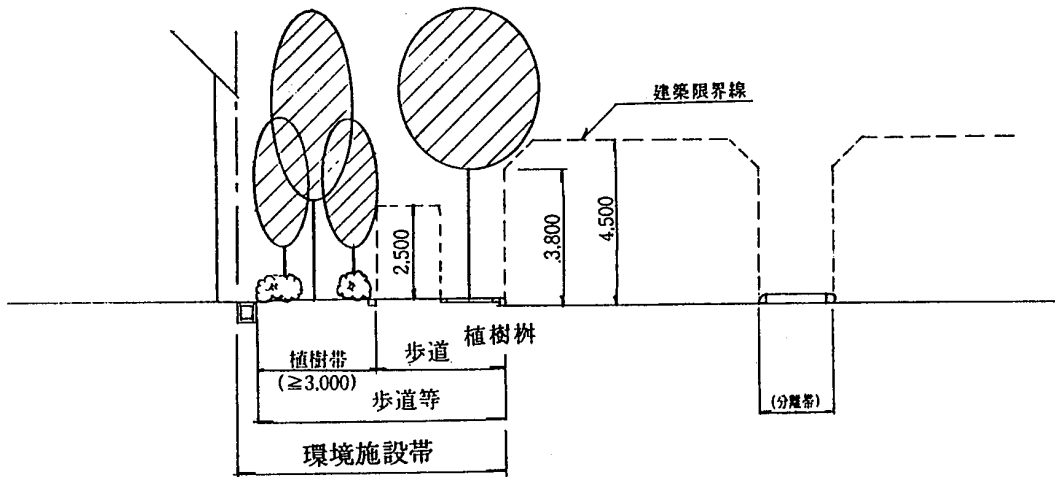 建築限界線
2.500
3.800
4.500
植樹桝
植樹帯
(≧3.000)
歩道
歩道等
(分離帯)
環境施設帯